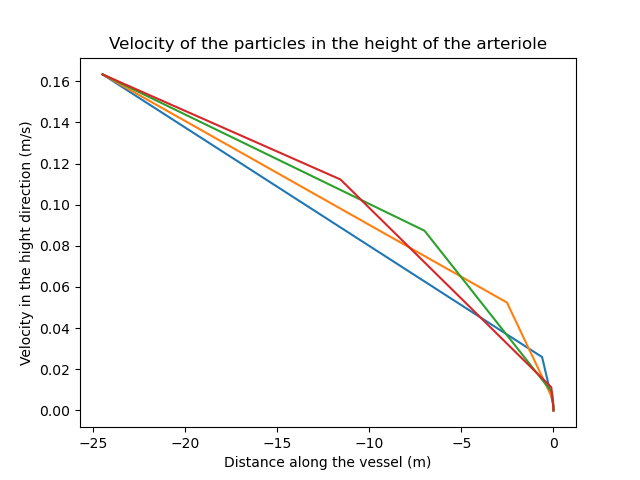 Velocity of the particles in the height of the arteriole
Velocity in the hight direction (m/s)
0.16
0.14
0.12
0.10
0.08
0.06
0.04
0.02
0.00
−25 −20 −15 −10 −5 0
Distance along the vessel (m)